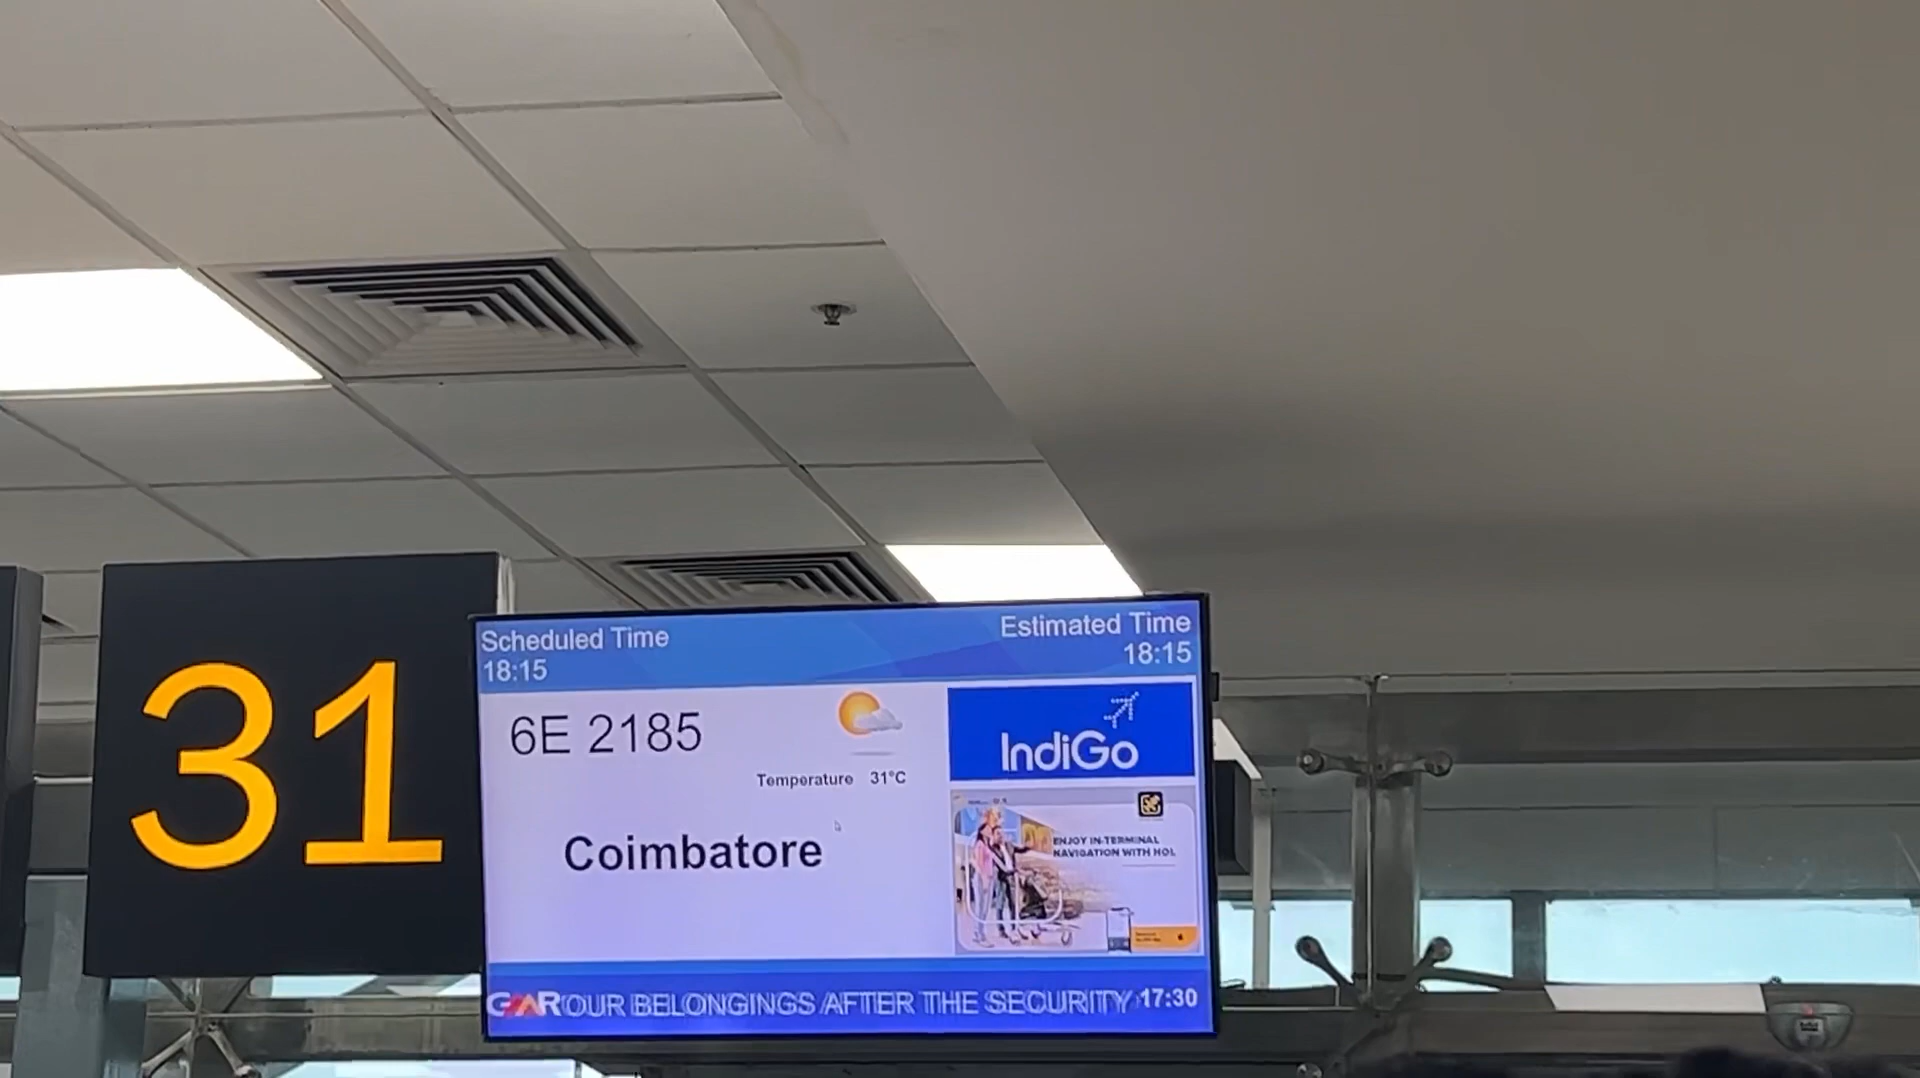 31
Scheduled Time
18:15
Estimated Time
18:15
6E 2185
Temperature 31°C
Coimbatore
IndiGo
ENJOY IN-TERMINAL
NAVIGATION WITH HOI.
GMR OUR BELONGINGS AFTER THE SECURITY 17:30